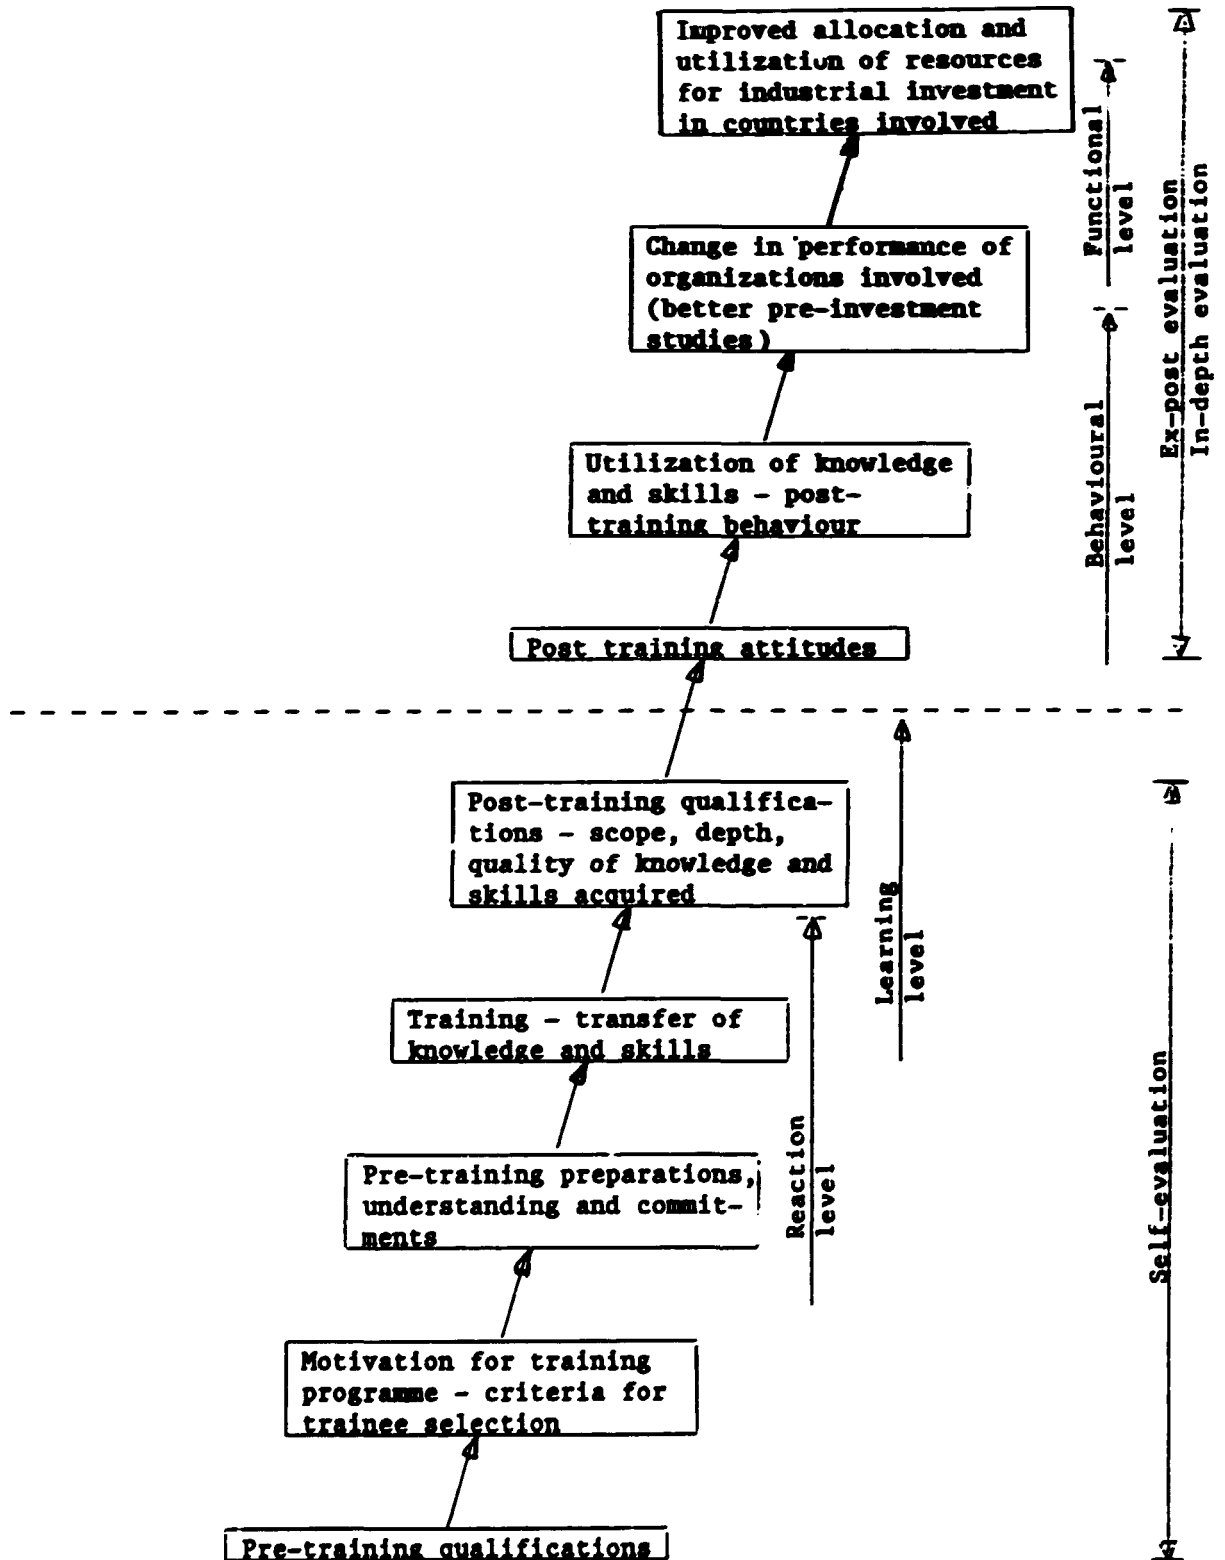 Improved allocation and
utilization of resources
for industrial investment
in countries involved
Functional
level
Change in performance of
organizations involved
(better pre-investment
studies)
Ex-post evaluation
In-depth evaluation
Behavioural
level
Utilization of knowledge
and skills - post-
training behaviour
Post training attitudes
Post-training qualifica-
tions - scope, depth,
quality of knowledge and
skills acquired
Learning
level
Training - transfer of
knowledge and skills
Reaction
level
Pre-training preparations,
understanding and commit-
ments
Self-evaluation
Motivation for training
programme - criteria for
trainee selection
Pre-training qualifications